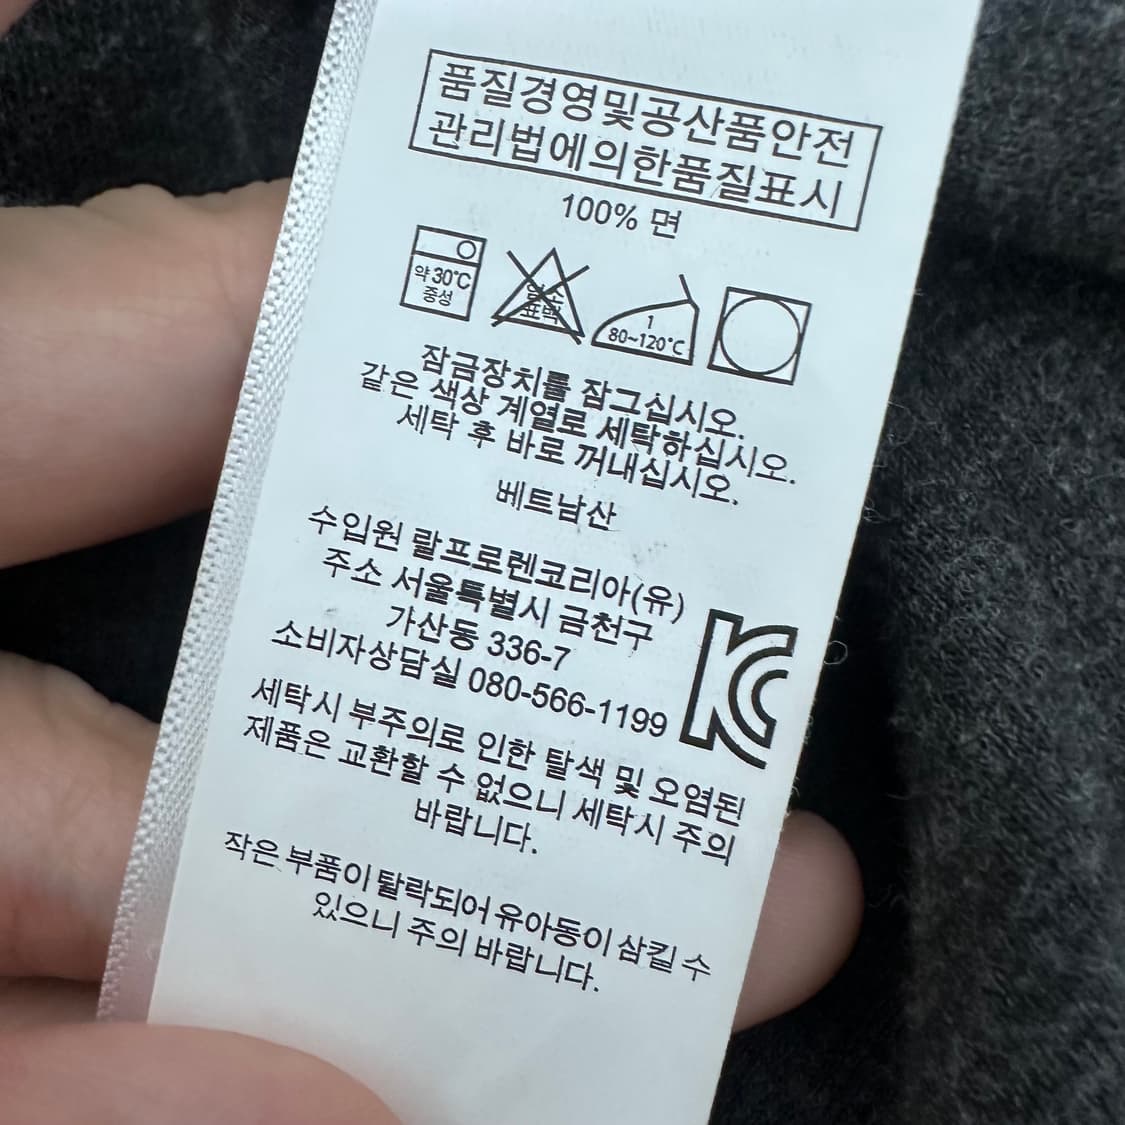 품질경영및공산품안전
관리법에의한품질표시
100% 면
약 30℃
중성
염소
표백
1
80~120℃
잠금장치를 잠그십시오.
같은 색상 계열로 세탁하십시오.
세탁 후 바로 꺼내십시오.
베트남산
수입원 랄프로렌코리아(유)
주소 서울특별시 금천구
가산동 336-7
소비자상담실 080-566-1199
세탁시 부주의로 인한 탈색 및 오염된
제품은 교환할 수 없으니 세탁시 주의
바랍니다.
작은 부품이 탈락되어 유아동이 삼킬 수
있으니 주의 바랍니다.